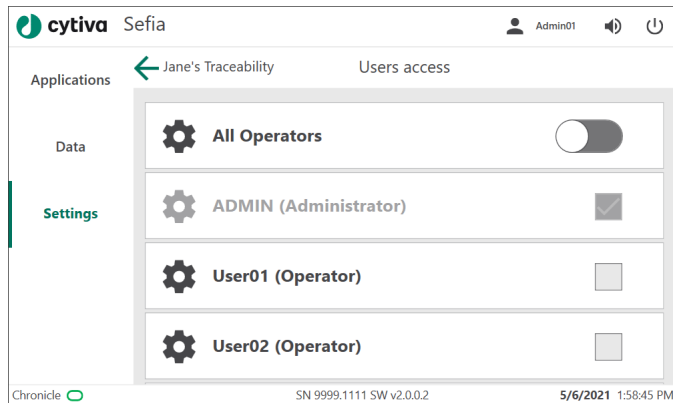 cytiva Sefia Admin01
Applications
Data
Settings
Jane's Traceability Users access
All Operators
ADMIN (Administrator)
User01 (Operator)
User02 (Operator)
Chronicle SN 9999.1111 SW v2.0.0.2 5/6/2021 1:58:45 PM